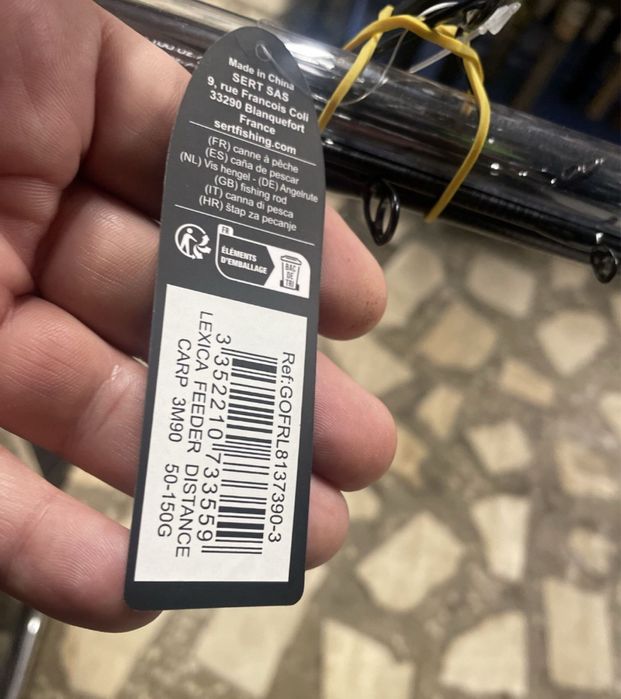 Made in China
SERT SAS
9, rue Francois Coli
33290 Blanquefort
France
sertfishing.com
(FR) canne à pêche
(ES) caña de pescar
(NL) Vis hengel - (DE) Angelrute
(GB) fishing rod
(IT) canna di pesca
(HR) štap za pecanje
FR
ÉLÉMENTS
D'EMBALLAGE
BAC
DE
TRI
Ref:GOFRL8137390-3
3 352210 733559
LEXICA FEEDER DISTANCE
CARP 3M90 50-150G